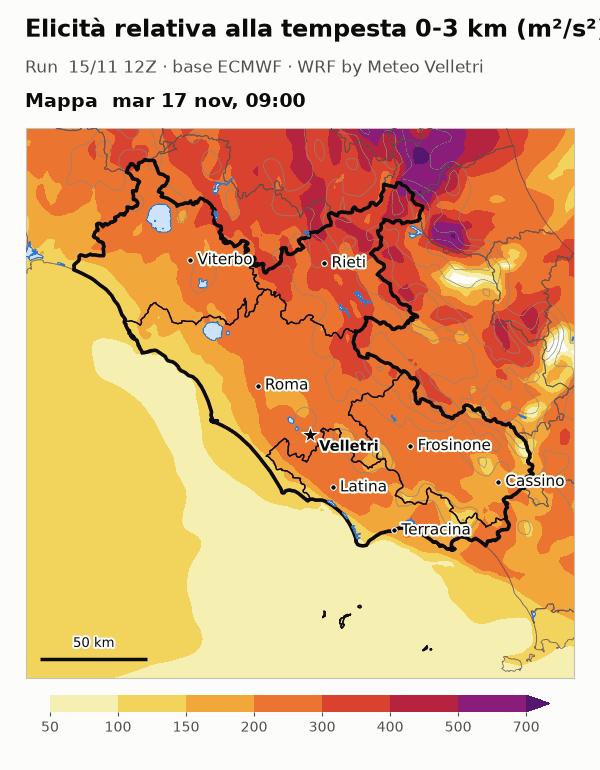 Elicità relativa alla tempesta 0-3 km (m²/s²)
Run 15/11 12Z · base ECMWF · WRF by Meteo Velletri
Mappa mar 17 nov, 09:00
Viterbo
Rieti
Roma
Velletri
Frosinone
Latina
Cassino
Terracina
50 km
50 100 150 200 300 400 500 700